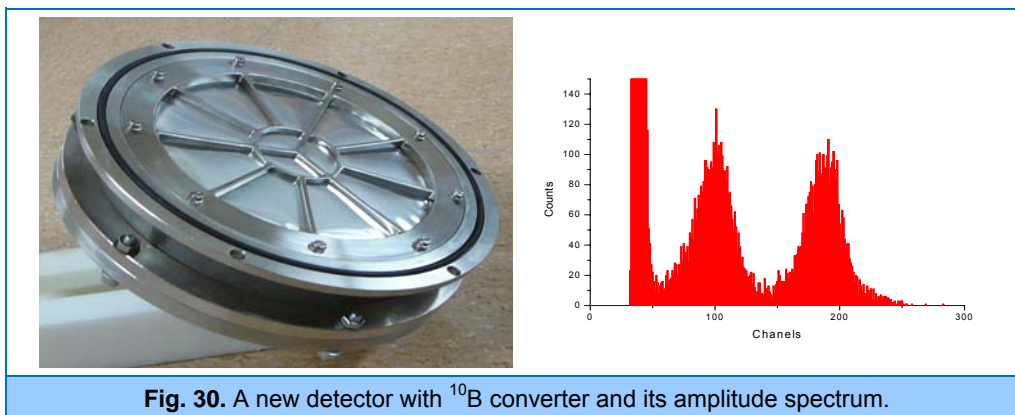 140
120
100
80
60
40
20
0
Counts
0 100 200 300
Chanels
Fig. 30. A new detector with ¹⁰B converter and its amplitude spectrum.